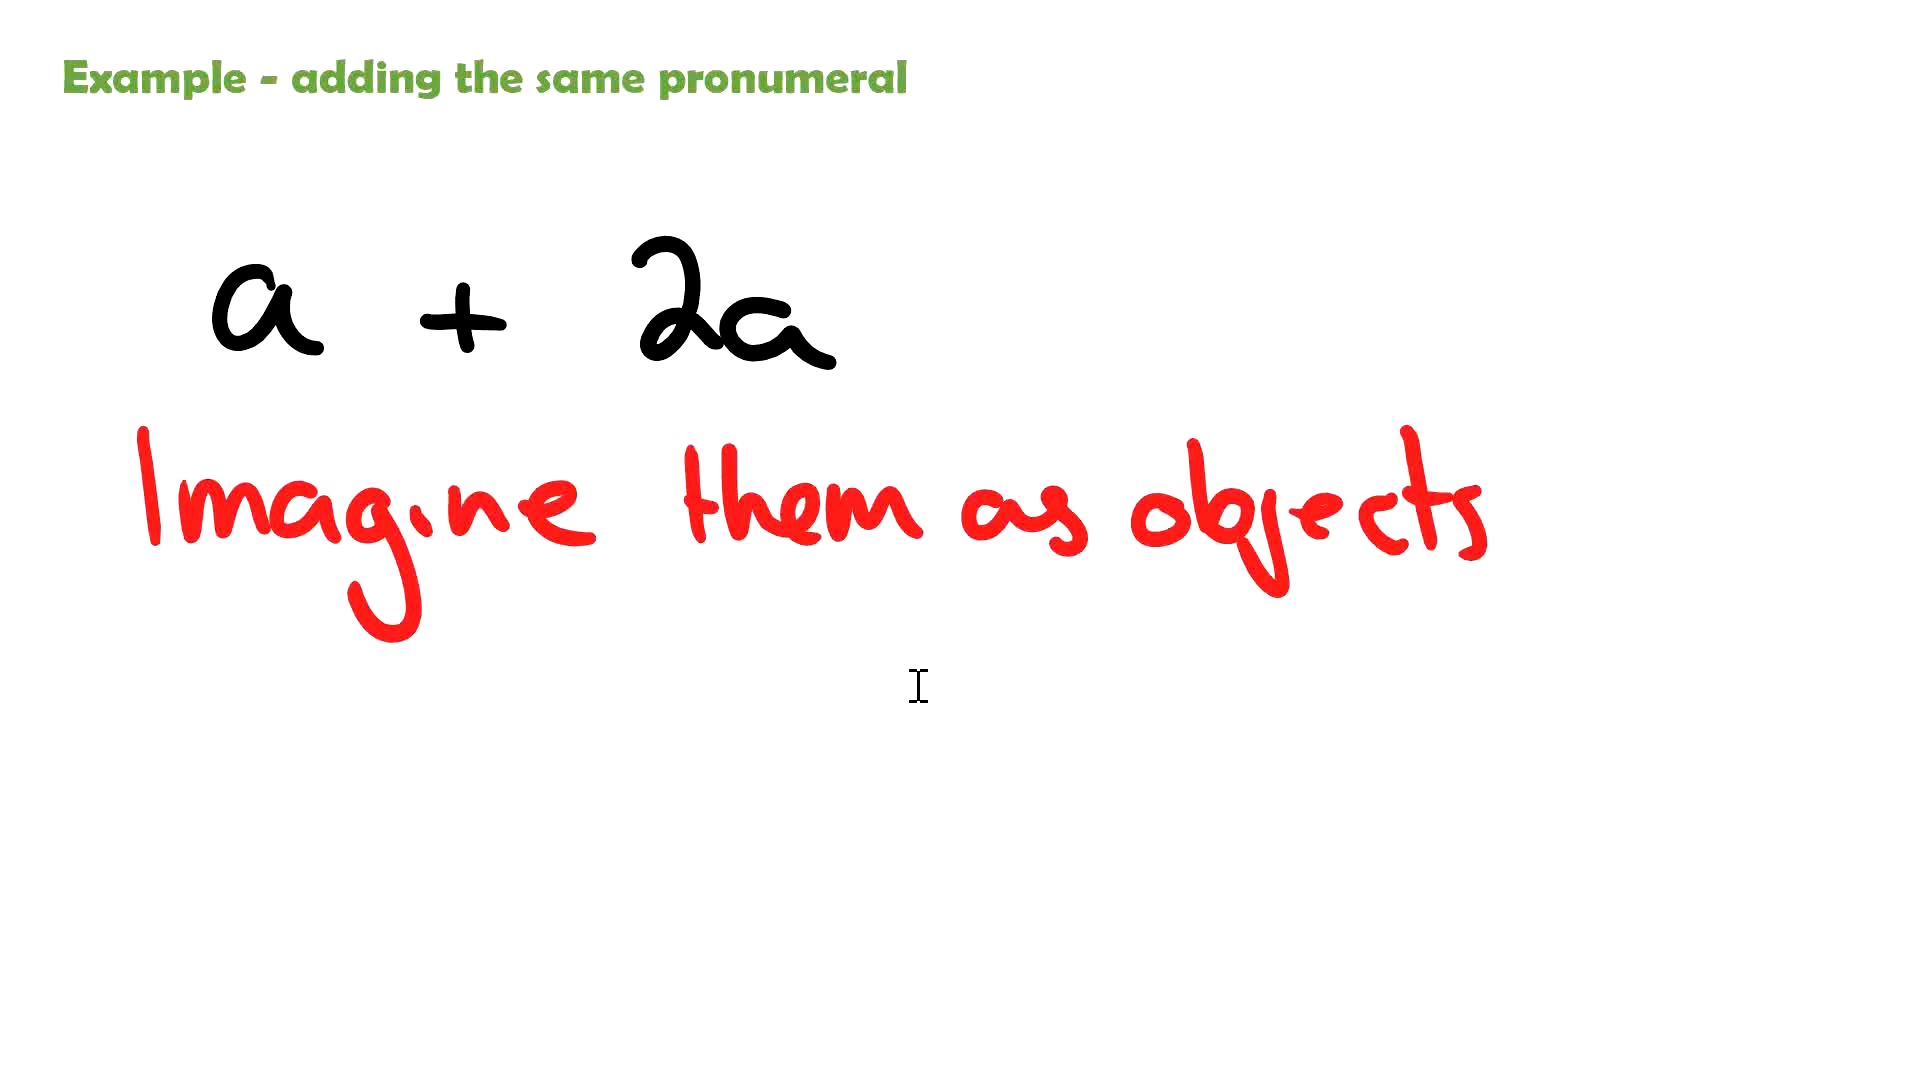 Example - adding the same pronumeral
a + 2a
Imagine them as objects